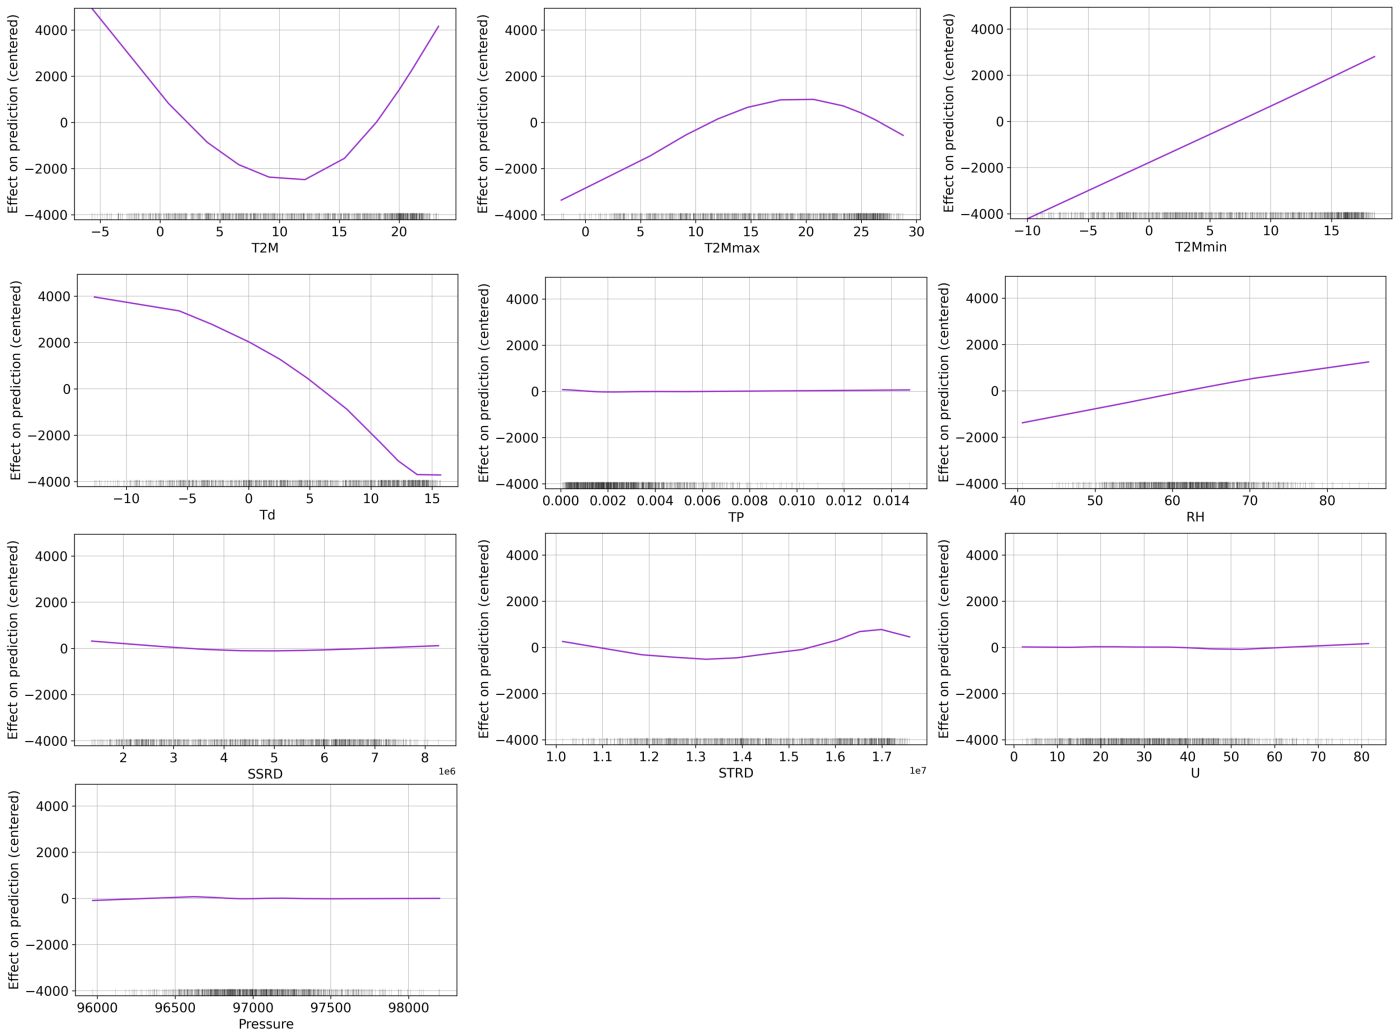 Effect on prediction (centered)
4000
2000
0
−2000
−4000
−5 0 5 10 15 20
T2M
Effect on prediction (centered)
4000
2000
0
−2000
−4000
0 5 10 15 20 25 30
T2Mmax
Effect on prediction (centered)
4000
2000
0
−2000
−4000
−10 −5 0 5 10 15
T2Mmin
Effect on prediction (centered)
4000
2000
0
−2000
−4000
−10 −5 0 5 10 15
Td
Effect on prediction (centered)
4000
2000
0
−2000
−4000
0.000 0.002 0.004 0.006 0.008 0.010 0.012 0.014
TP
Effect on prediction (centered)
4000
2000
0
−2000
−4000
40 50 60 70 80
RH
Effect on prediction (centered)
4000
2000
0
−2000
−4000
2 3 4 5 6 7 8
SSRD 1e6
Effect on prediction (centered)
4000
2000
0
−2000
−4000
1.0 1.1 1.2 1.3 1.4 1.5 1.6 1.7
STRD 1e7
Effect on prediction (centered)
4000
2000
0
−2000
−4000
0 10 20 30 40 50 60 70 80
U
Effect on prediction (centered)
4000
2000
0
−2000
−4000
96000 96500 97000 97500 98000
Pressure